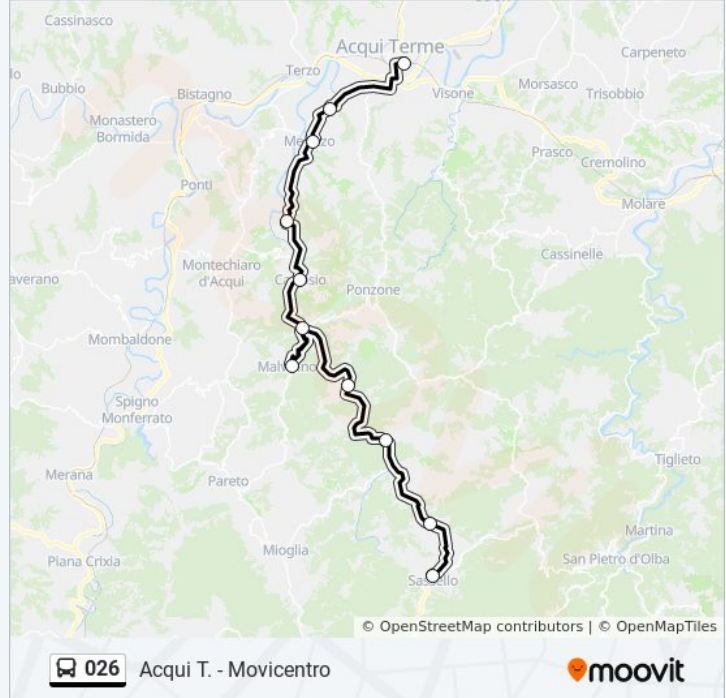 Cassinasco
Acqui Terme
Carpeneto
Terzo
Bubbio
Bistagno
Visone
Morsasco
Trisobbio
Monastero
Bormida
Prasco
Cremolino
Ponti
Molare
Cassinelle
Montechiaro
d'Acqui
averano
Ponzone
Mombaldone
Spigno
Monferrato
Tiglieto
Merana
Pareto
Martina
Mioglia
San Pietro d'Olba
Piana Crixia
© OpenStreetMap contributors | © OpenMapTiles
026 Acqui T. - Movicentro
moovit